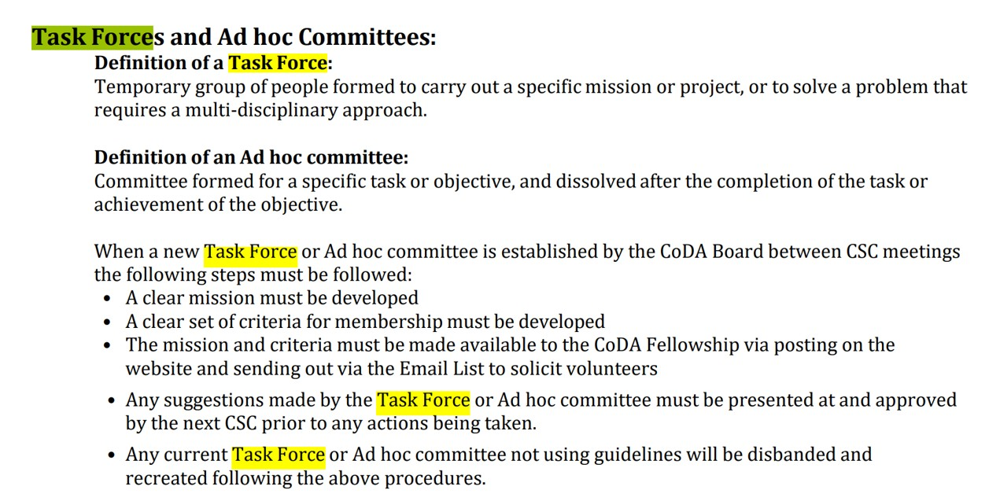 Task Forces and Ad hoc Committees:
Definition of a Task Force:
Temporary group of people formed to carry out a specific mission or project, or to solve a problem that
requires a multi-disciplinary approach.
Definition of an Ad hoc committee:
Committee formed for a specific task or objective, and dissolved after the completion of the task or
achievement of the objective.
When a new Task Force or Ad hoc committee is established by the CoDA Board between CSC meetings
the following steps must be followed:
• A clear mission must be developed
• A clear set of criteria for membership must be developed
• The mission and criteria must be made available to the CoDA Fellowship via posting on the
website and sending out via the Email List to solicit volunteers
• Any suggestions made by the Task Force or Ad hoc committee must be presented at and approved
by the next CSC prior to any actions being taken.
• Any current Task Force or Ad hoc committee not using guidelines will be disbanded and
recreated following the above procedures.